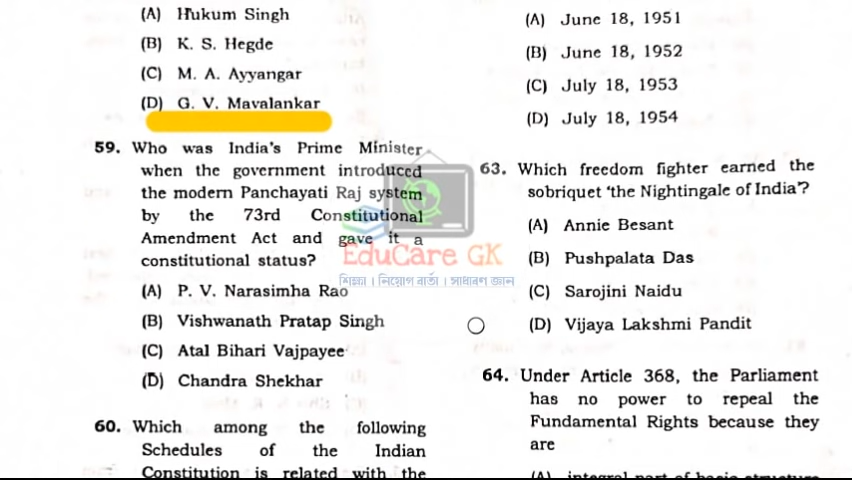 (A) Hukum Singh
(B) K. S. Hegde
(C) M. A. Ayyangar
(D) G. V. Mavalankar
59. Who was India's Prime Minister
when the government introduced
the modern Panchayati Raj system
by the 73rd Constitutional
Amendment Act and gave it a
constitutional status?
(A) P. V. Narasimha Rao
(B) Vishwanath Pratap Singh
(C) Atal Bihari Vajpayee
(D) Chandra Shekhar
60. Which among the following
Schedules of the Indian
Constitution is related with the
(A) June 18, 1951
(B) June 18, 1952
(C) July 18, 1953
(D) July 18, 1954
63. Which freedom fighter earned the
sobriquet 'the Nightingale of India'?
(A) Annie Besant
(B) Pushpalata Das
(C) Sarojini Naidu
(D) Vijaya Lakshmi Pandit
64. Under Article 368, the Parliament
has no power to repeal the
Fundamental Rights because they
are
(A) integral part of basic structure
EduCare GK
শিক্ষা । নিয়োগ বার্তা । সাধারণ জ্ঞান